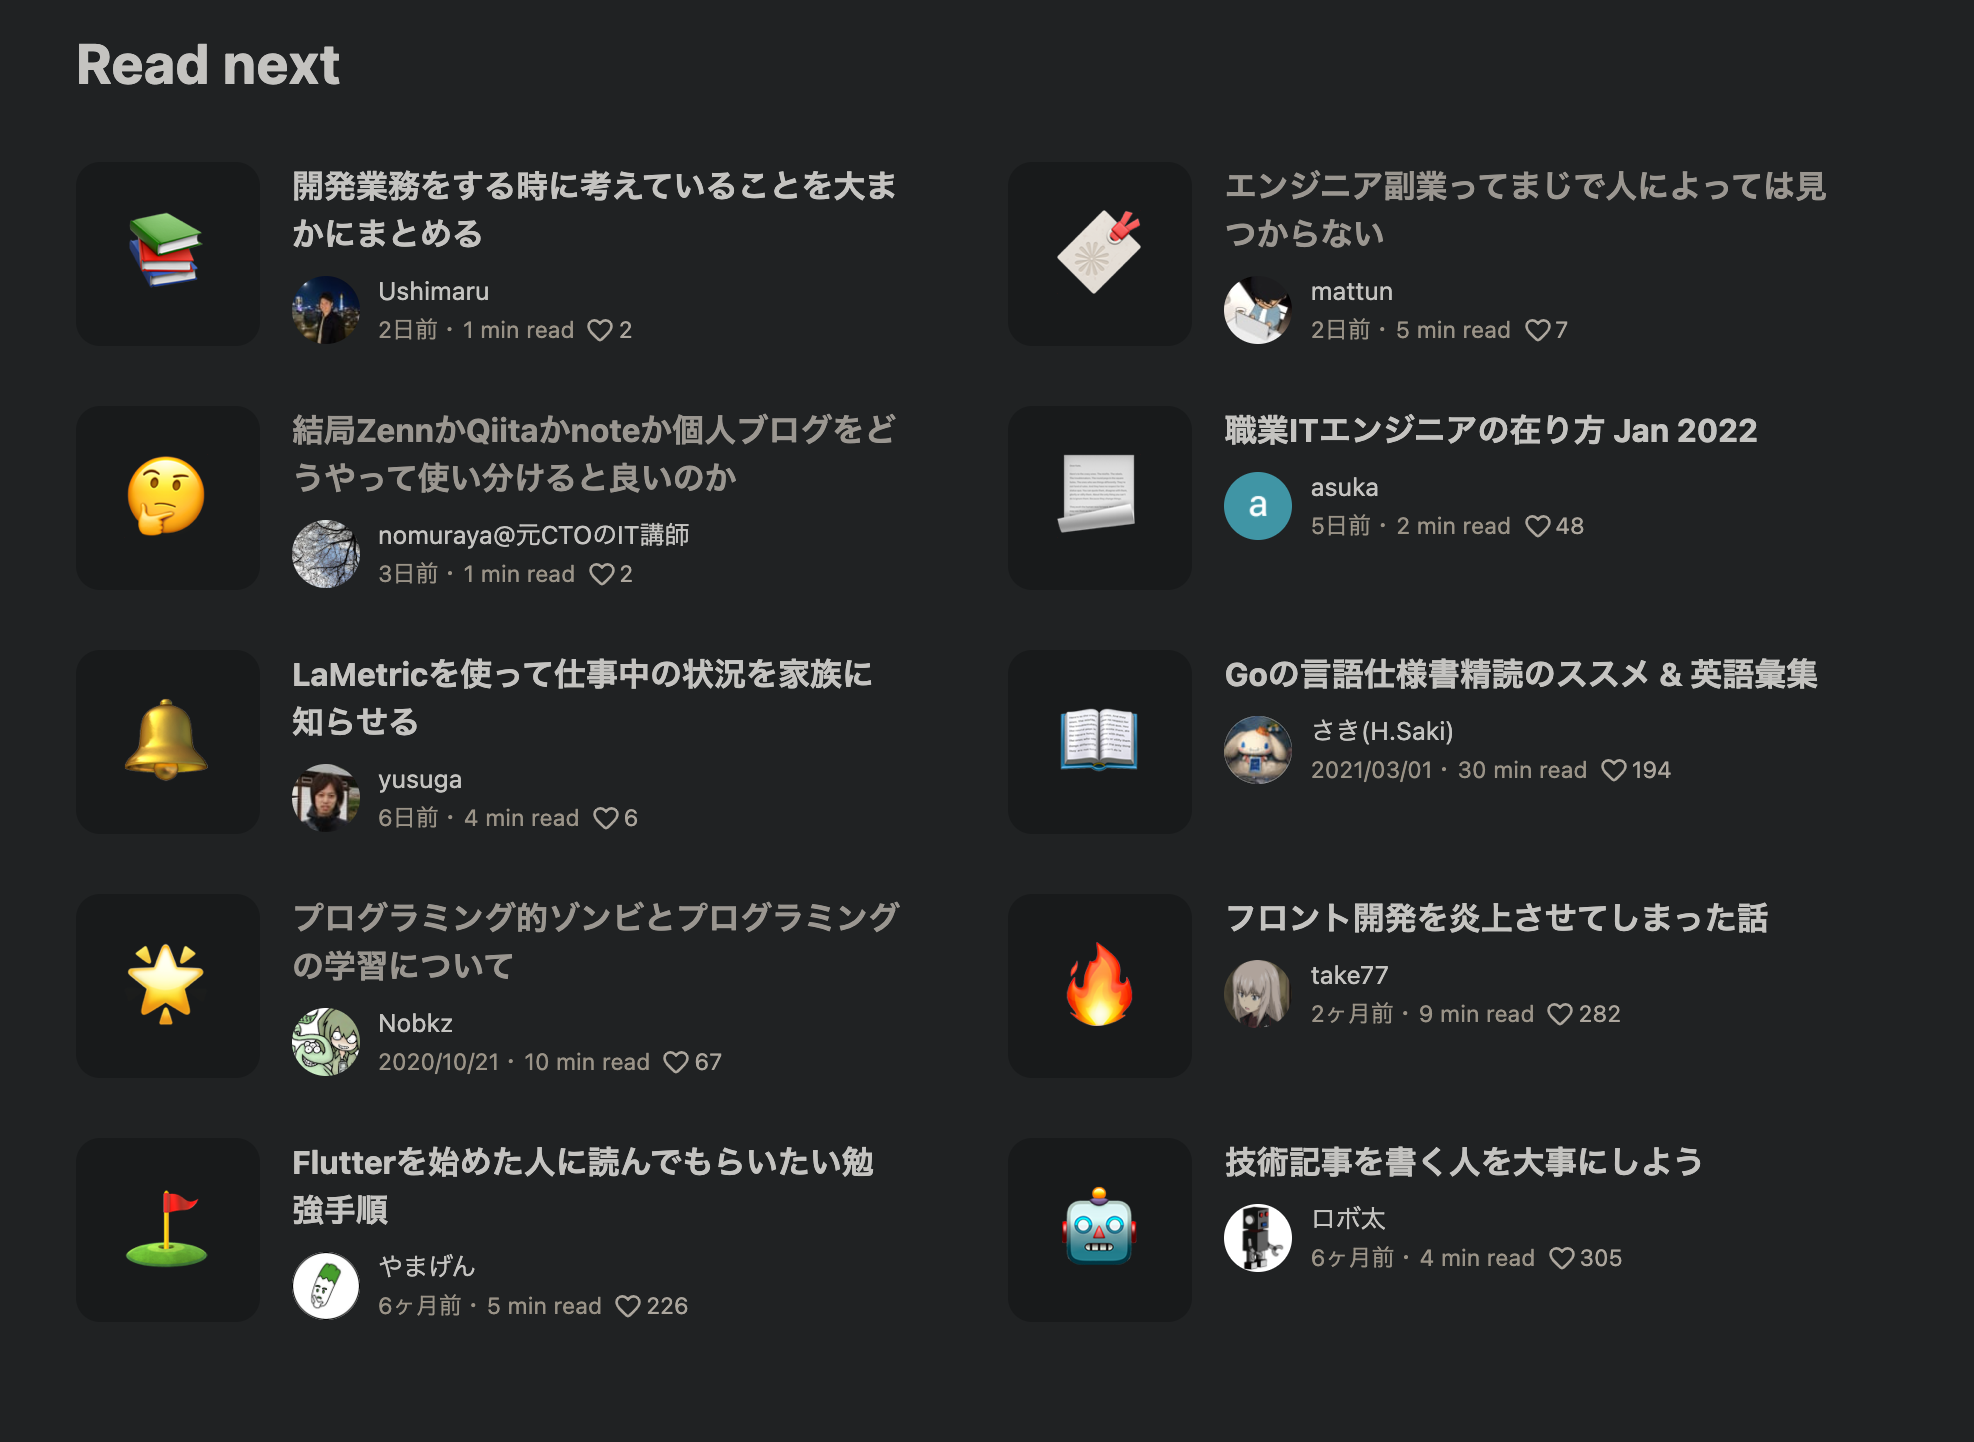 Read next
開発業務をする時に考えていることを大ま
かにまとめる
Ushimaru
2日前・1 min read ♡ 2
エンジニア副業ってまじで人によっては見
つからない
mattun
2日前・5 min read ♡ 7
結局ZennかQiitaかnoteか個人ブログをど
うやって使い分けると良いのか
nomuraya@元CTOのIT講師
3日前・1 min read ♡ 2
職業ITエンジニアの在り方 Jan 2022
a
asuka
5日前・2 min read ♡ 48
LaMetricを使って仕事中の状況を家族に
知らせる
yusuga
6日前・4 min read ♡ 6
Goの言語仕様書精読のススメ & 英語彙集
さき(H.Saki)
2021/03/01・30 min read ♡ 194
プログラミング的ゾンビとプログラミング
の学習について
Nobkz
2020/10/21・10 min read ♡ 67
フロント開発を炎上させてしまった話
take77
2ヶ月前・9 min read ♡ 282
Flutterを始めた人に読んでもらいたい勉
強手順
やまげん
6ヶ月前・5 min read ♡ 226
技術記事を書く人を大事にしよう
ロボ太
6ヶ月前・4 min read ♡ 305